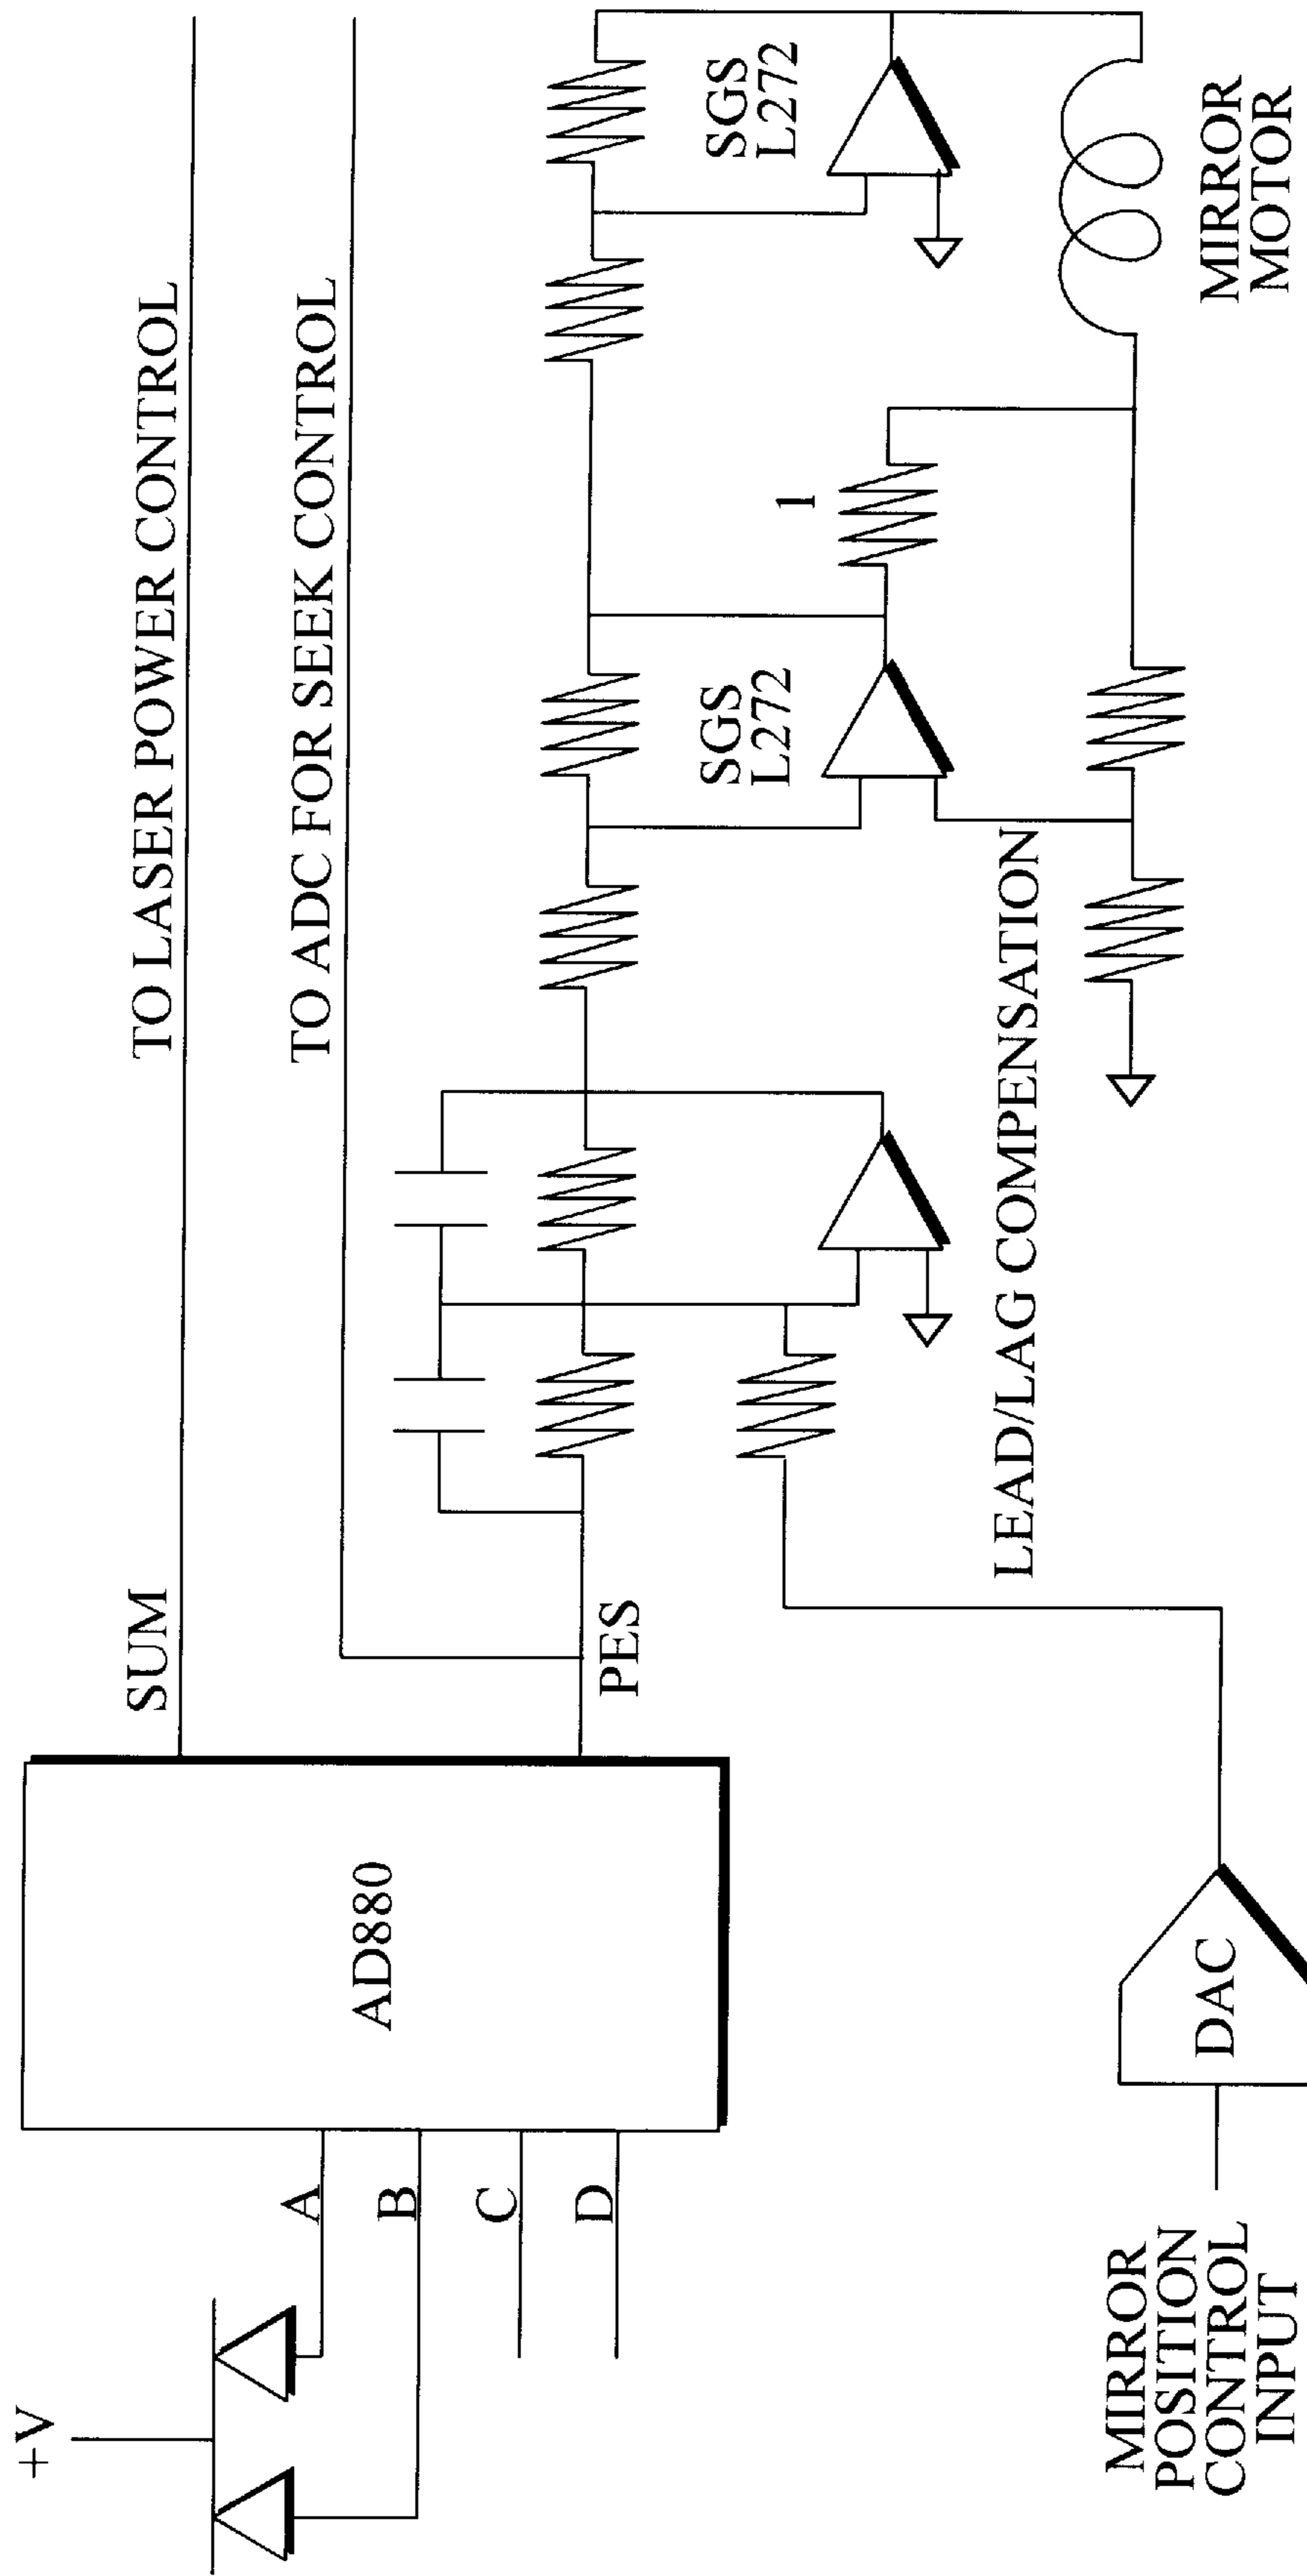 +V
A
B
C
D
AD880
SUM
PES
TO LASER POWER CONTROL
TO ADC FOR SEEK CONTROL
SGS
L272
1
SGS
L272
LEAD/LAG COMPENSATION
MIRROR
MOTOR
MIRROR
POSITION
CONTROL
INPUT
DAC